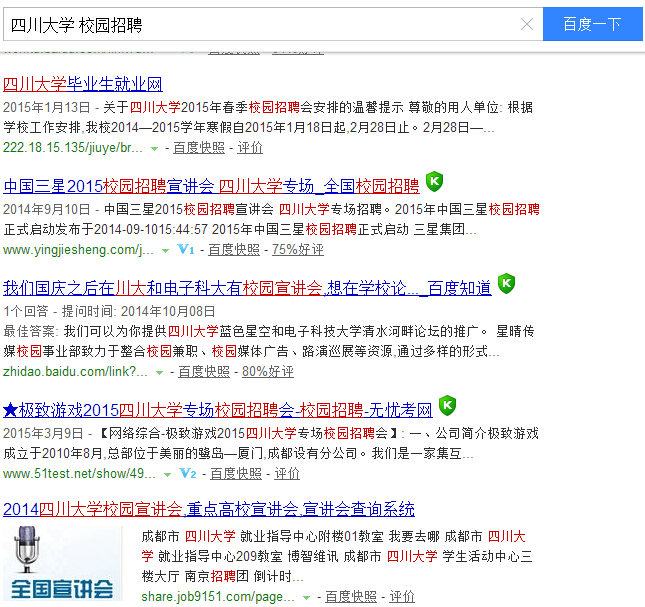 四川大学 校园招聘
百度一下
四川大学毕业生就业网
2015年1月13日 - 关于四川大学2015年春季校园招聘会安排的温馨提示 尊敬的用人单位: 根据
学校工作安排,我校2014—2015学年寒假自2015年1月18日起,2月28日止。2月28日—...
222.18.15.135/jiuye/br... - 百度快照 - 评价
中国三星2015校园招聘宣讲会 四川大学专场_全国校园招聘
2014年9月10日 - 中国三星2015校园招聘宣讲会 四川大学专场招聘。2015年中国三星校园招聘
正式启动发布于2014-09-1015:44:57 2015年中国三星校园招聘正式启动 三星集团...
www.yingjiesheng.com/j... V1 - 百度快照 - 75%好评
我们国庆之后在川大和电子科大有校园宣讲会,想在学校论..._百度知道
1个回答 - 提问时间: 2014年10月08日
最佳答案: 我们可以为你提供四川大学蓝色星空和电子科技大学清水河畔论坛的推广。 星晴传
媒校园事业部致力于整合校园兼职、校园媒体广告、路演巡展等资源,通过多样的形式...
zhidao.baidu.com/link?... - 百度快照 - 80%好评
★极致游戏2015四川大学专场校园招聘会-校园招聘-无忧考网
2015年3月9日 - 【网络综合-极致游戏2015四川大学专场校园招聘会】: 一、公司简介极致游戏
成立于2010年8月,总部位于美丽的鹭岛—厦门,成都设有分公司。我们是一家集互...
www.51test.net/show/49... V2 - 百度快照 - 评价
2014四川大学校园宣讲会,重点高校宣讲会,宣讲会查询系统
全国宣讲会
成都市 四川大学 就业指导中心附楼01教室 我要去哪 成都市 四川大
学 就业指导中心209教室 博智维讯 成都市 四川大学 学生活动中心三
楼大厅 南京招聘团 倒计时...
share.job9151.com/page... - 百度快照 - 评价